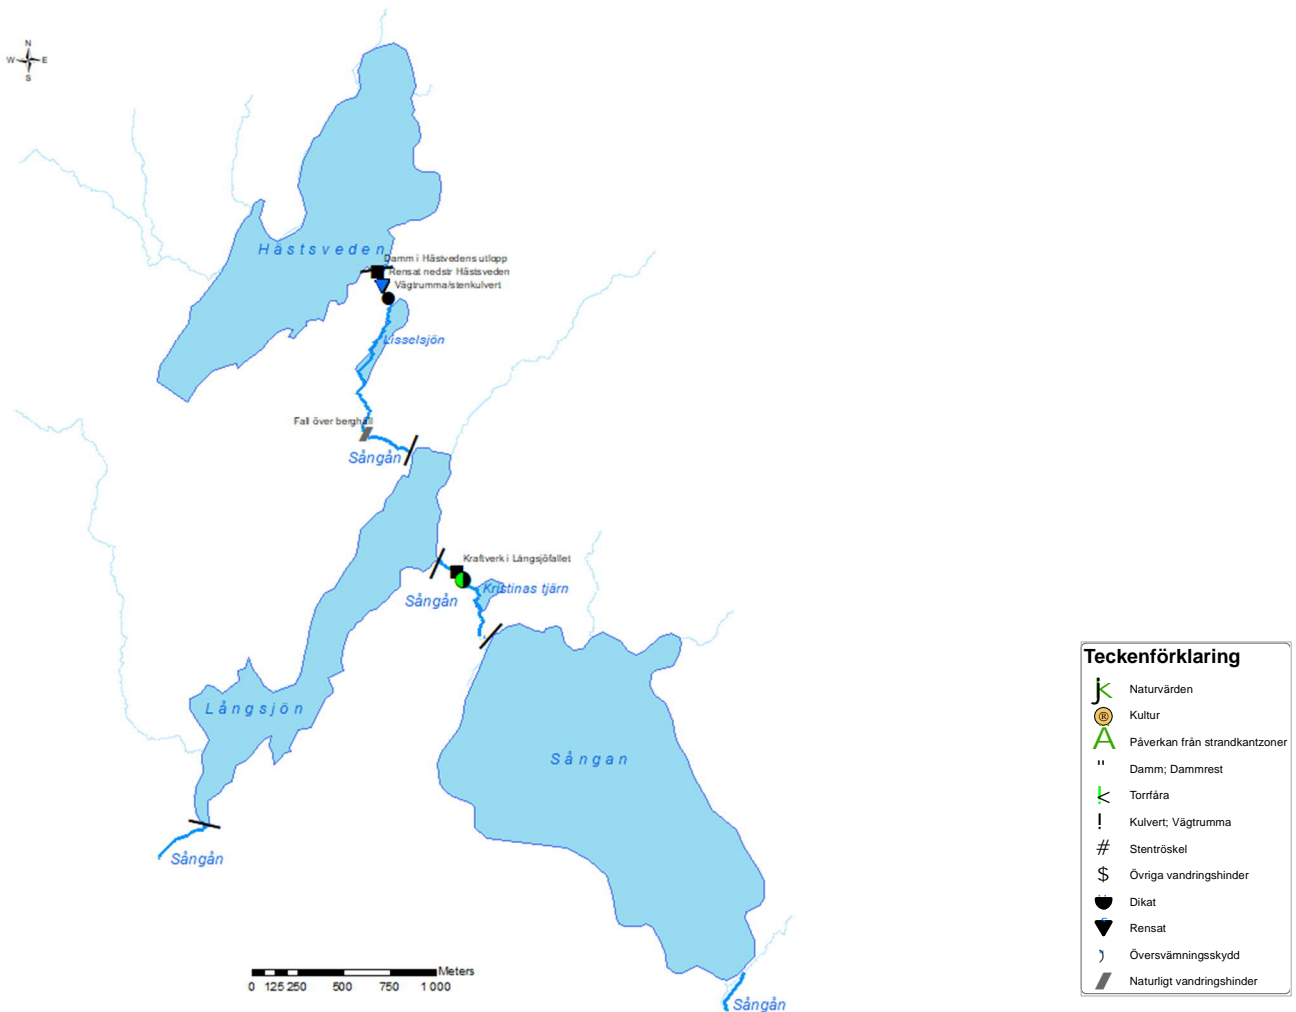 N
W E
S
Hästsveden
Damm i Hästvedens utlopp
Rensat nedstr Hästsveden
Vägtrumma/stenkulvert
Lisselsjön
Fall över berghäll
Sångån
Kraftverk i Långsjöfallet
Kristinas tjärn
Sångån
Långsjön
Sångan
Sångån
Sångån
Meters
0 125 250 500 750 1 000
Teckenförklaring
Naturvärden
® Kultur
Påverkan från strandkantzoner
" Damm; Dammrest
Torrfåra
! Kulvert; Vägtrumma
# Stentröskel
$ Övriga vandringshinder
Dikat
Rensat
Översvämningsskydd
Naturligt vandringshinder